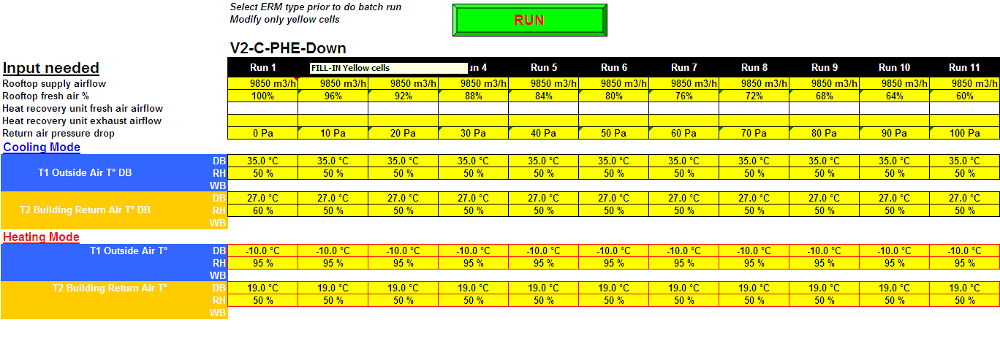 Select ERM type prior to do batch run
Modify only yellow cells
RUN
V2-C-PHE-Down
Input needed Run 1 FILL-IN Yellow cells ın 4 Run 5 Run 6 Run 7 Run 8 Run 9 Run 10 Run 11
Rooftop supply airflow 9850 m3/h 9850 m3/h 9850 m3/h 9850 m3/h 9850 m3/h 9850 m3/h 9850 m3/h 9850 m3/h 9850 m3/h 9850 m3/h 9850 m3/h
Rooftop fresh air % 100% 96% 92% 88% 84% 80% 76% 72% 68% 64% 60%
Heat recovery unit fresh air airflow
Heat recovery unit exhaust airflow
Return air pressure drop 0 Pa 10 Pa 20 Pa 30 Pa 40 Pa 50 Pa 60 Pa 70 Pa 80 Pa 90 Pa 100 Pa
Cooling Mode
DB 35.0 °C 35.0 °C 35.0 °C 35.0 °C 35.0 °C 35.0 °C 35.0 °C 35.0 °C 35.0 °C 35.0 °C 35.0 °C
T1 Outside Air T° DB RH 50 % 50 % 50 % 50 % 50 % 50 % 50 % 50 % 50 % 50 % 50 %
WB
DB 27.0 °C 27.0 °C 27.0 °C 27.0 °C 27.0 °C 27.0 °C 27.0 °C 27.0 °C 27.0 °C 27.0 °C 27.0 °C
T2 Building Return Air T° DB RH 60 % 50 % 50 % 50 % 50 % 50 % 50 % 50 % 50 % 50 % 50 %
WB
Heating Mode
T1 Outside Air T° DB -10.0 °C -10.0 °C -10.0 °C -10.0 °C -10.0 °C -10.0 °C -10.0 °C -10.0 °C -10.0 °C -10.0 °C -10.0 °C
RH 95 % 95 % 95 % 95 % 95 % 95 % 95 % 95 % 95 % 95 % 95 %
WB
T2 Building Return Air T° DB 19.0 °C 19.0 °C 19.0 °C 19.0 °C 19.0 °C 19.0 °C 19.0 °C 19.0 °C 19.0 °C 19.0 °C 19.0 °C
RH 50 % 50 % 50 % 50 % 50 % 50 % 50 % 50 % 50 % 50 % 50 %
WB